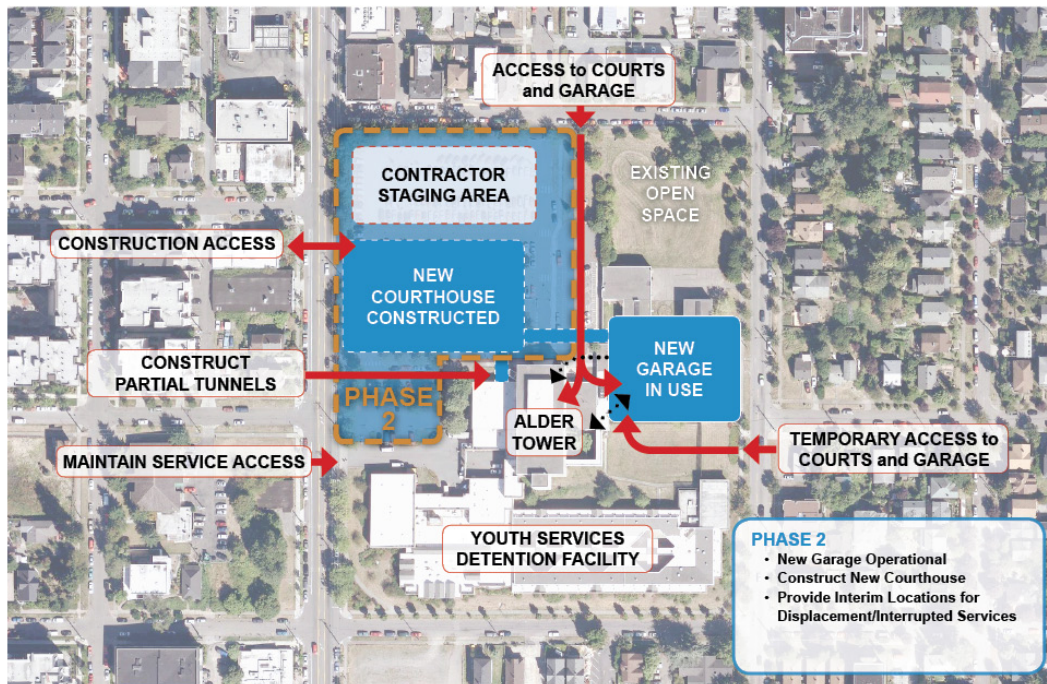 ACCESS to COURTS
and GARAGE
CONTRACTOR
STAGING AREA
EXISTING
OPEN
SPACE
CONSTRUCTION ACCESS
NEW
COURTHOUSE
CONSTRUCTED
CONSTRUCT
PARTIAL TUNNELS
NEW
GARAGE
IN USE
PHASE
2
ALDER
TOWER
MAINTAIN SERVICE ACCESS
TEMPORARY ACCESS to
COURTS and GARAGE
YOUTH SERVICES
DETENTION FACILITY
PHASE 2
• New Garage Operational
• Construct New Courthouse
• Provide Interim Locations for
Displacement/Interrupted Services